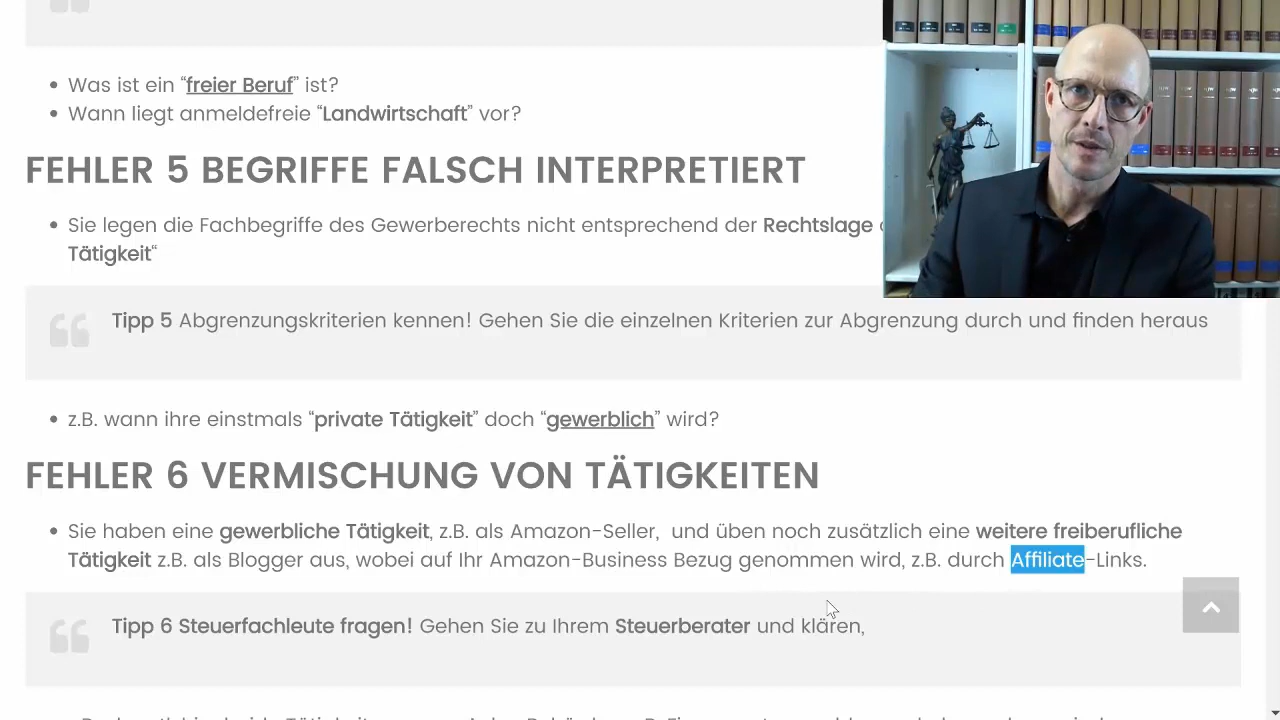 Was ist ein “freier Beruf” ist?
Wann liegt anmeldefreie “Landwirtschaft” vor?
FEHLER 5 BEGRIFFE FALSCH INTERPRETIERT
Sie legen die Fachbegriffe des Gewerberechts nicht entsprechend der Rechtslage
Tätigkeit“
Tipp 5 Abgrenzungskriterien kennen! Gehen Sie die einzelnen Kriterien zur Abgrenzung durch und finden heraus
z.B. wann ihre einstmals “private Tätigkeit” doch “gewerblich” wird?
FEHLER 6 VERMISCHUNG VON TÄTIGKEITEN
Sie haben eine gewerbliche Tätigkeit, z.B. als Amazon-Seller, und üben noch zusätzlich eine weitere freiberufliche
Tätigkeit z.B. als Blogger aus, wobei auf Ihr Amazon-Business Bezug genommen wird, z.B. durch Affiliate-Links.
Tipp 6 Steuerfachleute fragen! Gehen Sie zu Ihrem Steuerberater und klären,